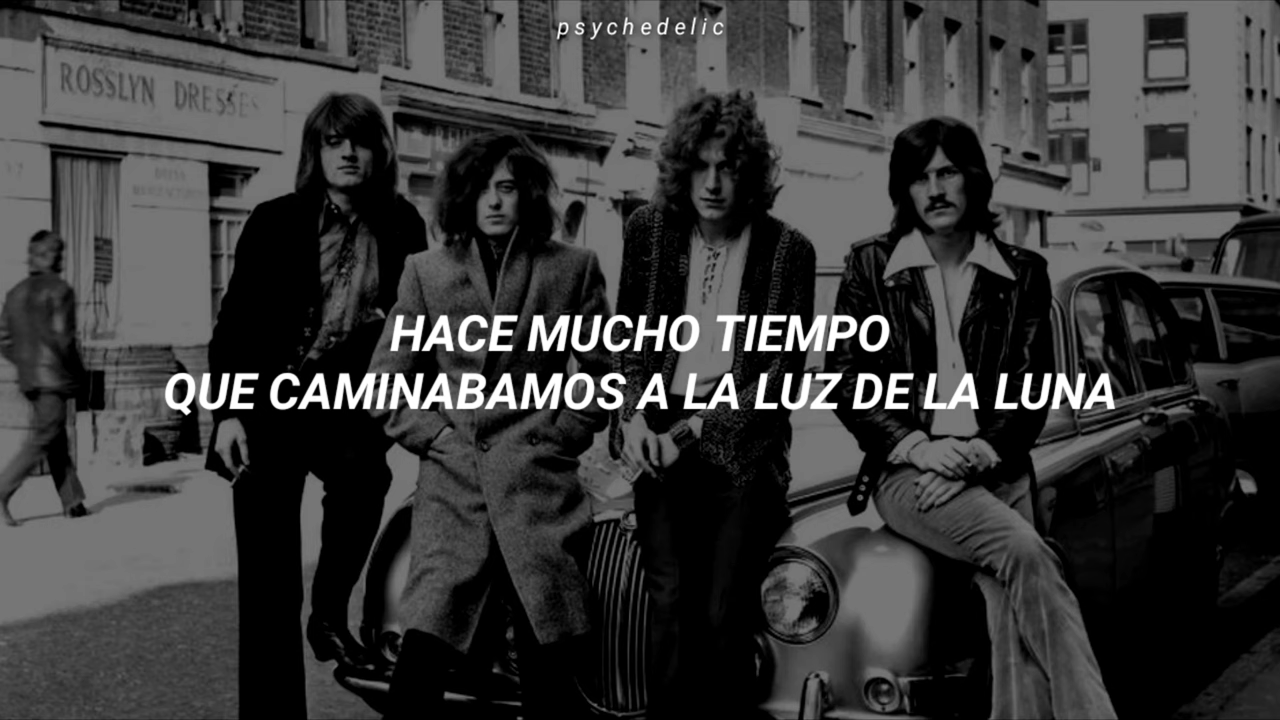 psychedelic
ROSSLYN DRESSES
HACE MUCHO TIEMPO
QUE CAMINABAMOS A LA LUZ DE LA LUNA